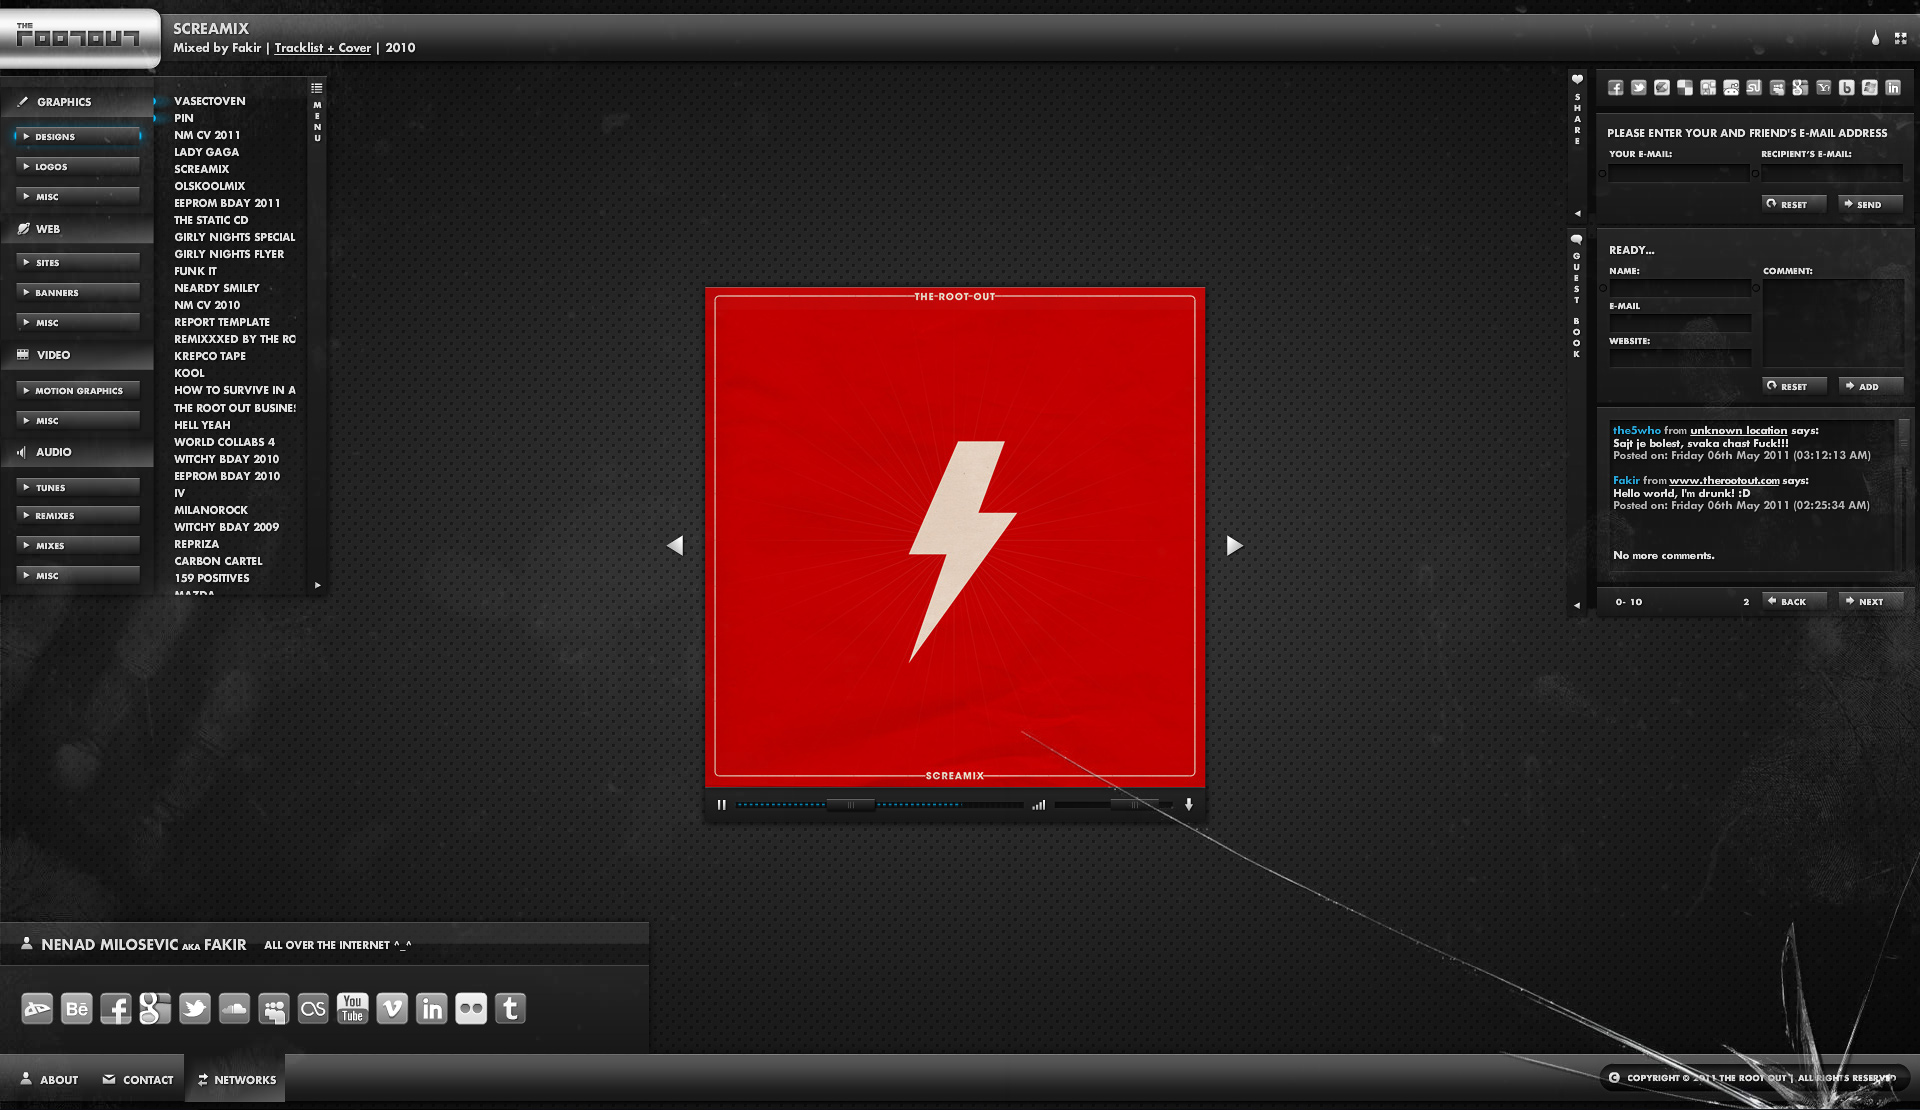 THE ROOTOUT
SCREAMIX
Mixed by Fakir | Tracklist + Cover | 2010
GRAPHICS
DESIGNS
LOGOS
MISC
WEB
SITES
BANNERS
MISC
VIDEO
MOTION GRAPHICS
MISC
AUDIO
TUNES
REMIXES
MIXES
MISC
VASECTOVEN
PIN
NM CV 2011
LADY GAGA
SCREAMIX
OLSKOOLMIX
EEPROM BDAY 2011
THE STATIC CD
GIRLY NIGHTS SPECIAL
GIRLY NIGHTS FLYER
FUNK IT
NEARDY SMILEY
NM CV 2010
REPORT TEMPLATE
REMIXXXED BY THE RO
KREPCO TAPE
KOOL
HOW TO SURVIVE IN A
THE ROOT OUT BUSINES
HELL YEAH
WORLD COLLABS 4
WITCHY BDAY 2010
EEPROM BDAY 2010
IV
MILANOROCK
WITCHY BDAY 2009
REPRIZA
CARBON CARTEL
159 POSITIVES
MAZDA
MENU
THE ROOT OUT
SCREAMIX
SHARE
PLEASE ENTER YOUR AND FRIEND'S E-MAIL ADDRESS
YOUR E-MAIL: RECIPIENT'S E-MAIL:
RESET SEND
GUEST BOOK
READY...
NAME: COMMENT:
E-MAIL
WEBSITE:
RESET ADD
the5who from unknown location says:
Sajt je bolest, svaka chast Fuck!!!
Posted on: Friday 06th May 2011 (03:12:13 AM)
Fakir from www.therootout.com says:
Hello world, I'm drunk! :D
Posted on: Friday 06th May 2011 (02:25:34 AM)
No more comments.
0- 10 2 BACK NEXT
NENAD MILOSEVIC AKA FAKIR ALL OVER THE INTERNET ^_^
Bē
You Tube
in
t
ABOUT CONTACT NETWORKS
COPYRIGHT © 2011 THE ROOT OUT | ALL RIGHTS RESERVED